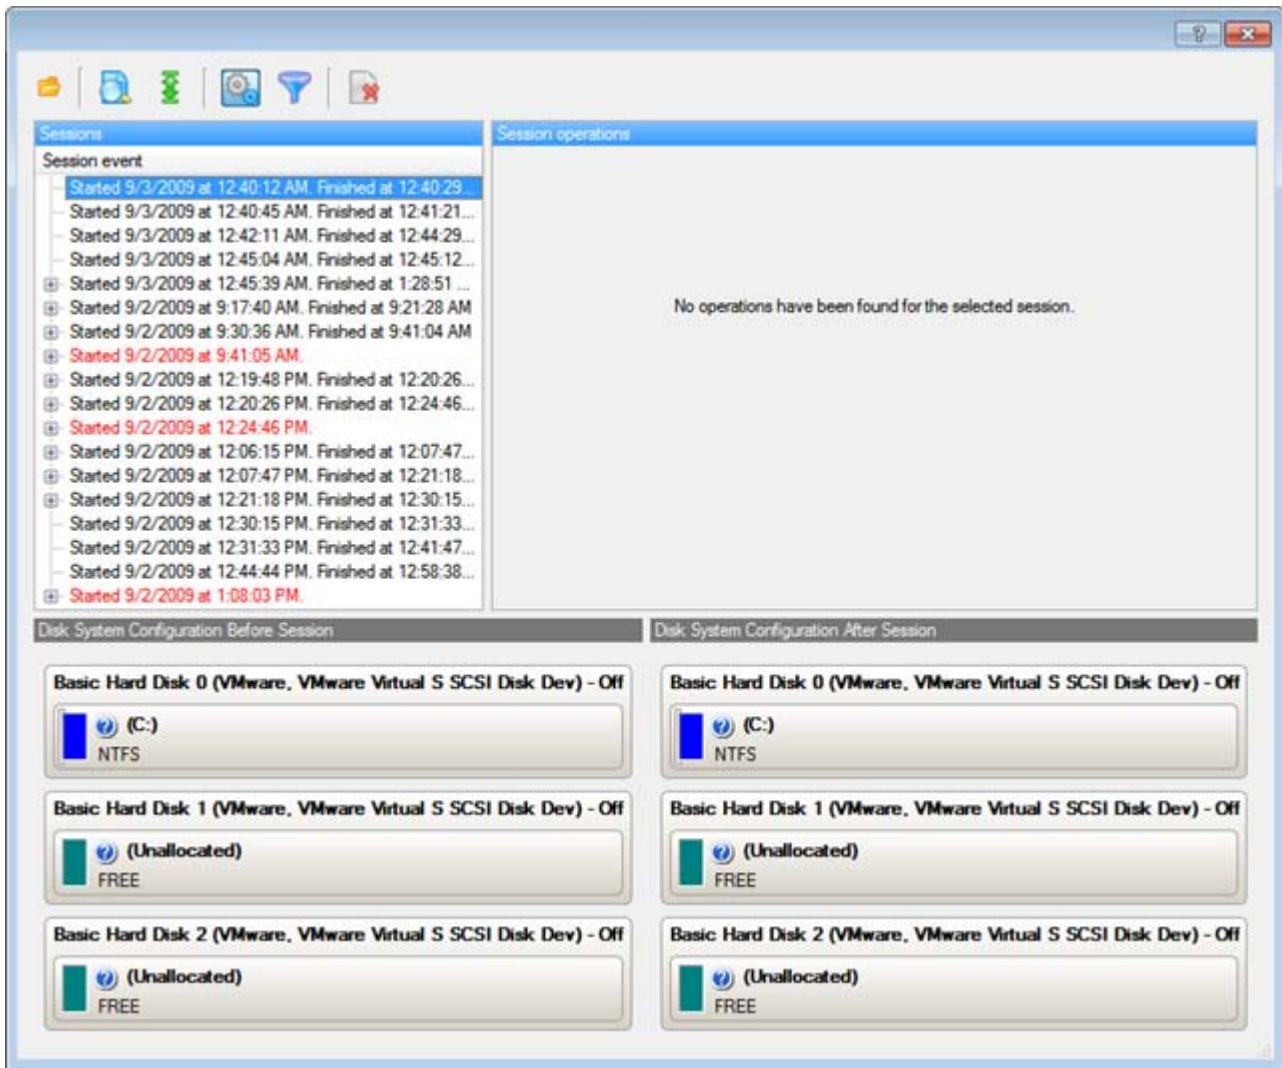 Sessions
Session operations
Session event
Started 9/3/2009 at 12:40:12 AM. Finished at 12:40:29...
Started 9/3/2009 at 12:40:45 AM. Finished at 12:41:21...
Started 9/3/2009 at 12:42:11 AM. Finished at 12:44:29...
Started 9/3/2009 at 12:45:04 AM. Finished at 12:45:12...
Started 9/3/2009 at 12:45:39 AM. Finished at 1:28:51 ...
Started 9/2/2009 at 9:17:40 AM. Finished at 9:21:28 AM
Started 9/2/2009 at 9:30:36 AM. Finished at 9:41:04 AM
Started 9/2/2009 at 9:41:05 AM.
Started 9/2/2009 at 12:19:48 PM. Finished at 12:20:26...
Started 9/2/2009 at 12:20:26 PM. Finished at 12:24:46...
Started 9/2/2009 at 12:24:46 PM.
Started 9/2/2009 at 12:06:15 PM. Finished at 12:07:47...
Started 9/2/2009 at 12:07:47 PM. Finished at 12:21:18...
Started 9/2/2009 at 12:21:18 PM. Finished at 12:30:15...
Started 9/2/2009 at 12:30:15 PM. Finished at 12:31:33...
Started 9/2/2009 at 12:31:33 PM. Finished at 12:41:47...
Started 9/2/2009 at 12:44:44 PM. Finished at 12:58:38...
Started 9/2/2009 at 1:08:03 PM.
No operations have been found for the selected session.
Disk System Configuration Before Session
Basic Hard Disk 0 (VMware, VMware Virtual S SCSI Disk Dev) - Off
(C:)
NTFS
Basic Hard Disk 1 (VMware, VMware Virtual S SCSI Disk Dev) - Off
(Unallocated)
FREE
Basic Hard Disk 2 (VMware, VMware Virtual S SCSI Disk Dev) - Off
(Unallocated)
FREE
Disk System Configuration After Session
Basic Hard Disk 0 (VMware, VMware Virtual S SCSI Disk Dev) - Off
(C:)
NTFS
Basic Hard Disk 1 (VMware, VMware Virtual S SCSI Disk Dev) - Off
(Unallocated)
FREE
Basic Hard Disk 2 (VMware, VMware Virtual S SCSI Disk Dev) - Off
(Unallocated)
FREE